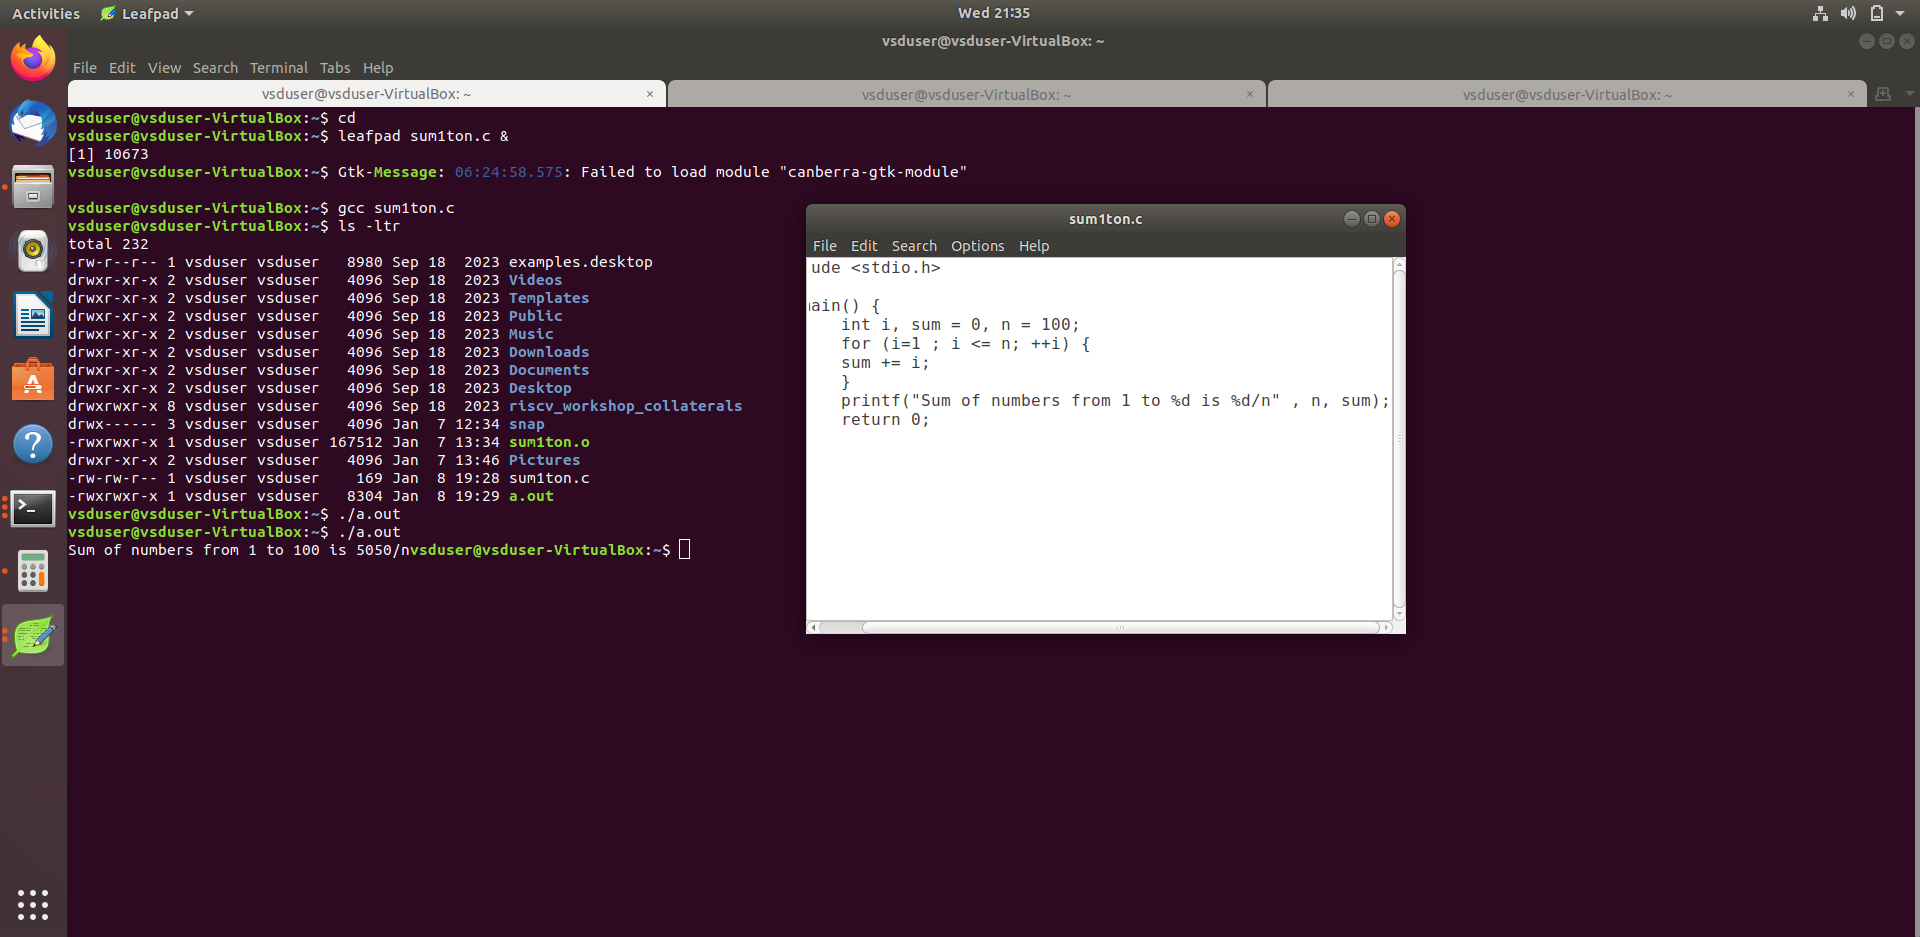 Activities Leafpad Wed 21:35
vsduser@vsduser-VirtualBox: ~
File Edit View Search Terminal Tabs Help
vsduser@vsduser-VirtualBox: ~ × vsduser@vsduser-VirtualBox: ~ × vsduser@vsduser-VirtualBox: ~ ×
vsduser@vsduser-VirtualBox:~$ cd
vsduser@vsduser-VirtualBox:~$ leafpad sum1ton.c &
[1] 10673
vsduser@vsduser-VirtualBox:~$ Gtk-Message: 06:24:58.575: Failed to load module "canberra-gtk-module"
vsduser@vsduser-VirtualBox:~$ gcc sum1ton.c
vsduser@vsduser-VirtualBox:~$ ls -ltr
total 232
-rw-r--r-- 1 vsduser vsduser   8980 Sep 18  2023 examples.desktop
drwxr-xr-x 2 vsduser vsduser   4096 Sep 18  2023 Videos
drwxr-xr-x 2 vsduser vsduser   4096 Sep 18  2023 Templates
drwxr-xr-x 2 vsduser vsduser   4096 Sep 18  2023 Public
drwxr-xr-x 2 vsduser vsduser   4096 Sep 18  2023 Music
drwxr-xr-x 2 vsduser vsduser   4096 Sep 18  2023 Downloads
drwxr-xr-x 2 vsduser vsduser   4096 Sep 18  2023 Documents
drwxr-xr-x 2 vsduser vsduser   4096 Sep 18  2023 Desktop
drwxrwxr-x 8 vsduser vsduser   4096 Sep 18  2023 riscv_workshop_collaterals
drwx------ 3 vsduser vsduser   4096 Jan  7 12:34 snap
-rwxrwxr-x 1 vsduser vsduser 167512 Jan  7 13:34 sum1ton.o
drwxr-xr-x 2 vsduser vsduser   4096 Jan  7 13:46 Pictures
-rw-rw-r-- 1 vsduser vsduser    169 Jan  8 19:28 sum1ton.c
-rwxrwxr-x 1 vsduser vsduser   8304 Jan  8 19:29 a.out
vsduser@vsduser-VirtualBox:~$ ./a.out
vsduser@vsduser-VirtualBox:~$ ./a.out
Sum of numbers from 1 to 100 is 5050/nvsduser@vsduser-VirtualBox:~$
sum1ton.c
File Edit Search Options Help
ude <stdio.h>
ain() {
int i, sum = 0, n = 100;
for (i=1 ; i <= n; ++i) {
sum += i;
}
printf("Sum of numbers from 1 to %d is %d/n" , n, sum);
return 0;